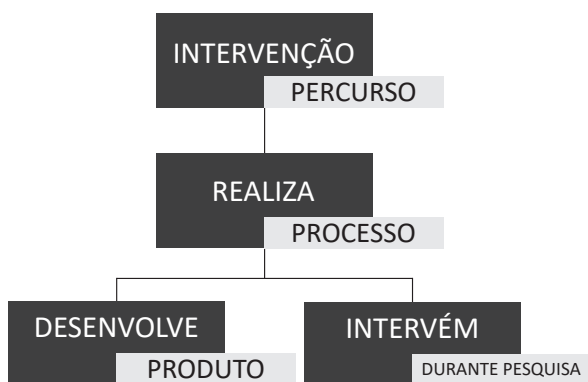 INTERVENÇÃO
PERCURSO
REALIZA
PROCESSO
DESENVOLVE
PRODUTO
INTERVÉM
DURANTE PESQUISA